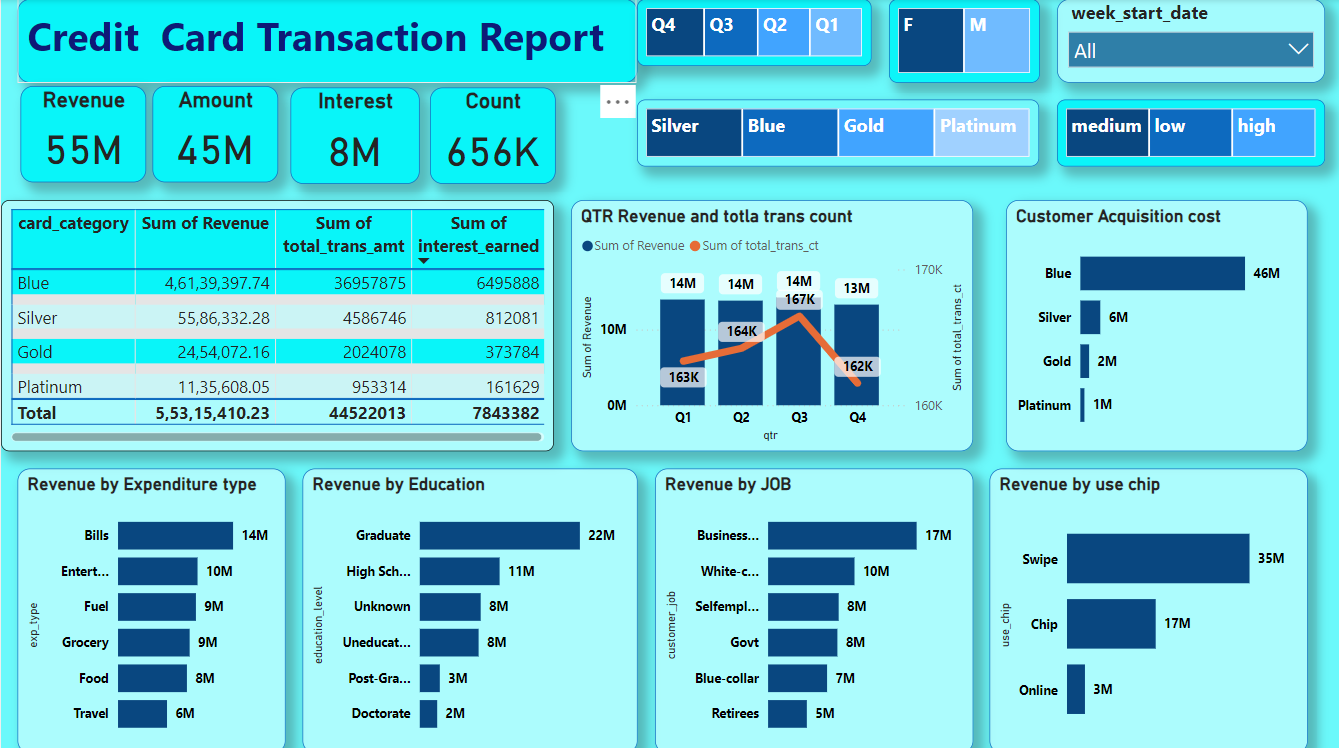 Credit Card Transaction Report
Q4 Q3 Q2 Q1
F M
week_start_date
All
Revenue
55M
Amount
45M
Interest
8M
Count
656K
...
Silver Blue Gold Platinum
medium low high
card_category Sum of Revenue Sum of total_trans_amt Sum of interest_earned
Blue 4,61,39,397.74 36957875 6495888
Silver 55,86,332.28 4586746 812081
Gold 24,54,072.16 2024078 373784
Platinum 11,35,608.05 953314 161629
Total 5,53,15,410.23 44522013 7843382
QTR Revenue and totla trans count
Sum of Revenue Sum of total_trans_ct
Sum of Revenue
10M
0M
14M 14M 14M 13M
163K 164K 167K 162K
170K
160K
Sum of total_trans_ct
Q1 Q2 Q3 Q4
qtr
Customer Acquisition cost
Blue 46M
Silver 6M
Gold 2M
Platinum 1M
Revenue by Expenditure type
exp_type
Bills 14M
Entert... 10M
Fuel 9M
Grocery 9M
Food 8M
Travel 6M
Revenue by Education
education_level
Graduate 22M
High Sch... 11M
Unknown 8M
Uneducat... 8M
Post-Gra... 3M
Doctorate 2M
Revenue by JOB
customer_job
Business... 17M
White-c... 10M
Selfempl... 8M
Govt 8M
Blue-collar 7M
Retirees 5M
Revenue by use chip
use_chip
Swipe 35M
Chip 17M
Online 3M